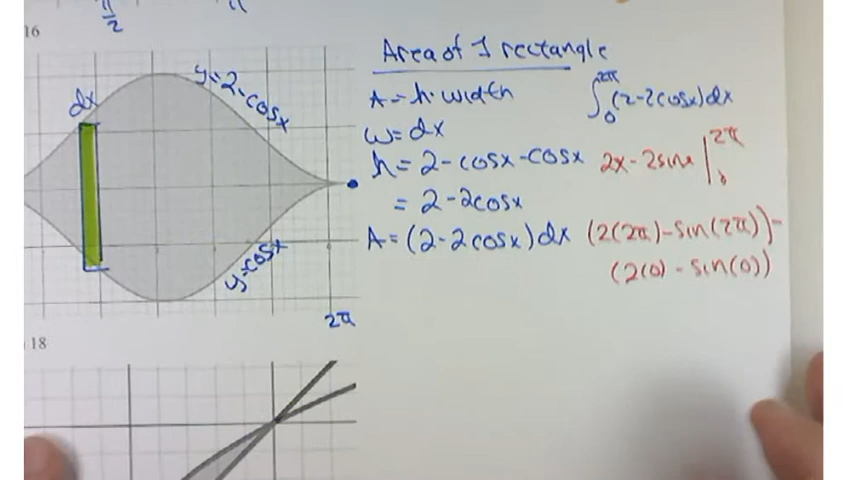 π/2
π
16
Area of 1 rectangle
y=2-cosx
dx
A=h·width
∫₀^2π (2-2cosx)dx
w=dx
h=2-cosx-cosx
2x-2sinx |₀^2π
=2-2cosx
A=(2-2cosx)dx
(2(2π)-sin(2π))-
(2(0)-sin(0))
y=cosx
2π
18